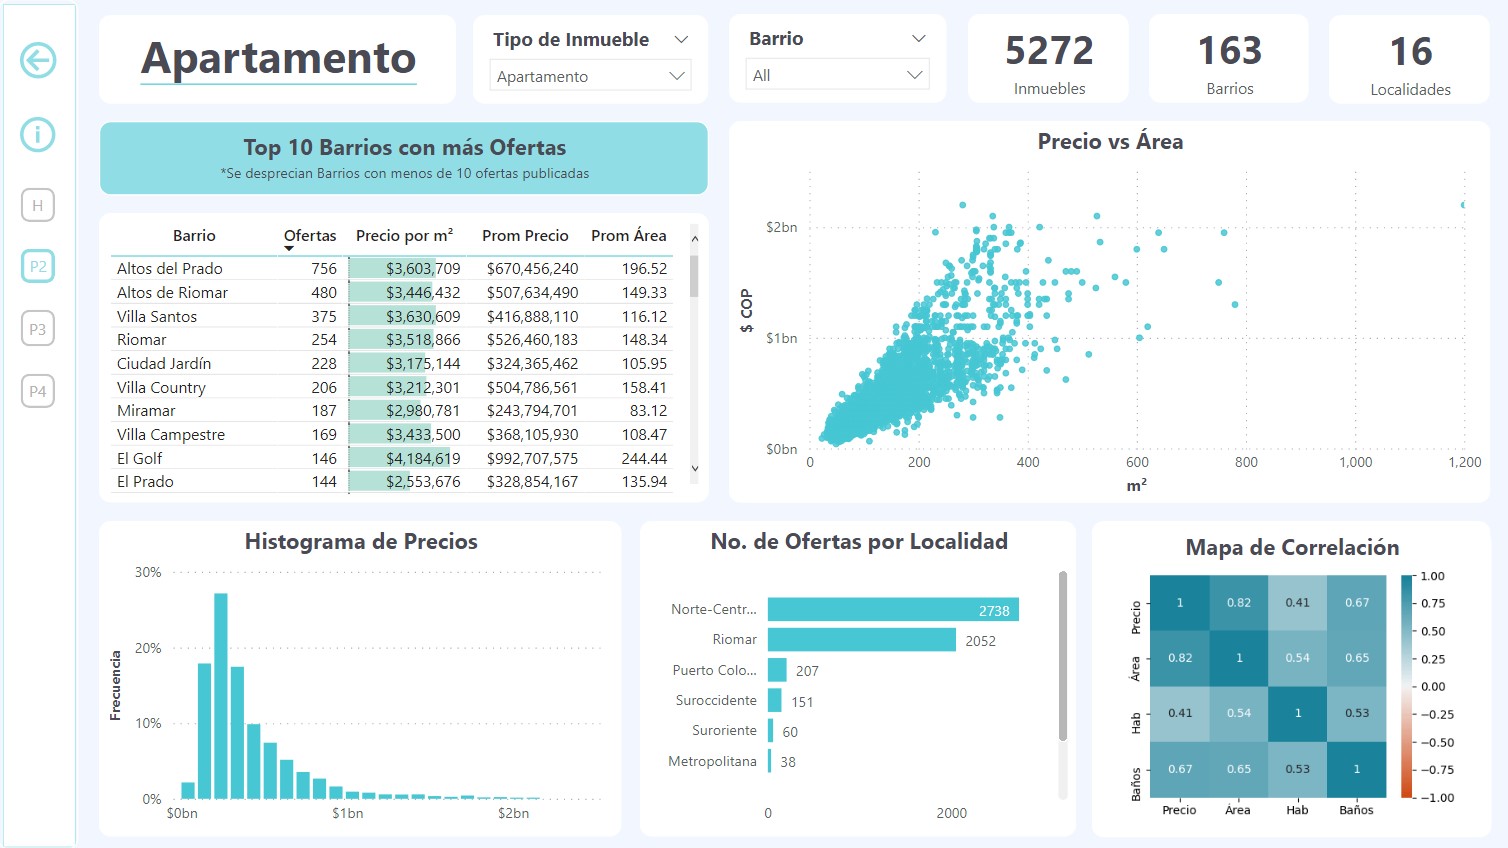 Apartamento
Tipo de Inmueble
Apartamento
Barrio
All
5272
Inmuebles
163
Barrios
16
Localidades
H
P2
P3
P4
Top 10 Barrios con más Ofertas
*Se desprecian Barrios con menos de 10 ofertas publicadas
Barrio Ofertas Precio por m² Prom Precio Prom Área
Altos del Prado 756 $3,603,709 $670,456,240 196.52
Altos de Riomar 480 $3,446,432 $507,634,490 149.33
Villa Santos 375 $3,630,609 $416,888,110 116.12
Riomar 254 $3,518,866 $526,460,183 148.34
Ciudad Jardín 228 $3,175,144 $324,365,462 105.95
Villa Country 206 $3,212,301 $504,786,561 158.41
Miramar 187 $2,980,781 $243,794,701 83.12
Villa Campestre 169 $3,433,500 $368,105,930 108.47
El Golf 146 $4,184,619 $992,707,575 244.44
El Prado 144 $2,553,676 $328,854,167 135.94
Precio vs Área
$ COP
$2bn
$1bn
$0bn
0 200 400 600 800 1,000 1,200
m²
Histograma de Precios
Frecuencia
30%
20%
10%
0%
$0bn $1bn $2bn
No. de Ofertas por Localidad
Norte-Centr... 2738
Riomar 2052
Puerto Colo... 207
Suroccidente 151
Suroriente 60
Metropolitana 38
0 2000
Mapa de Correlación
Precio 1 0.82 0.41 0.67
Área 0.82 1 0.54 0.65
Hab 0.41 0.54 1 0.53
Baños 0.67 0.65 0.53 1
Precio Área Hab Baños
1.00
0.75
0.50
0.25
0.00
−0.25
−0.50
−0.75
−1.00